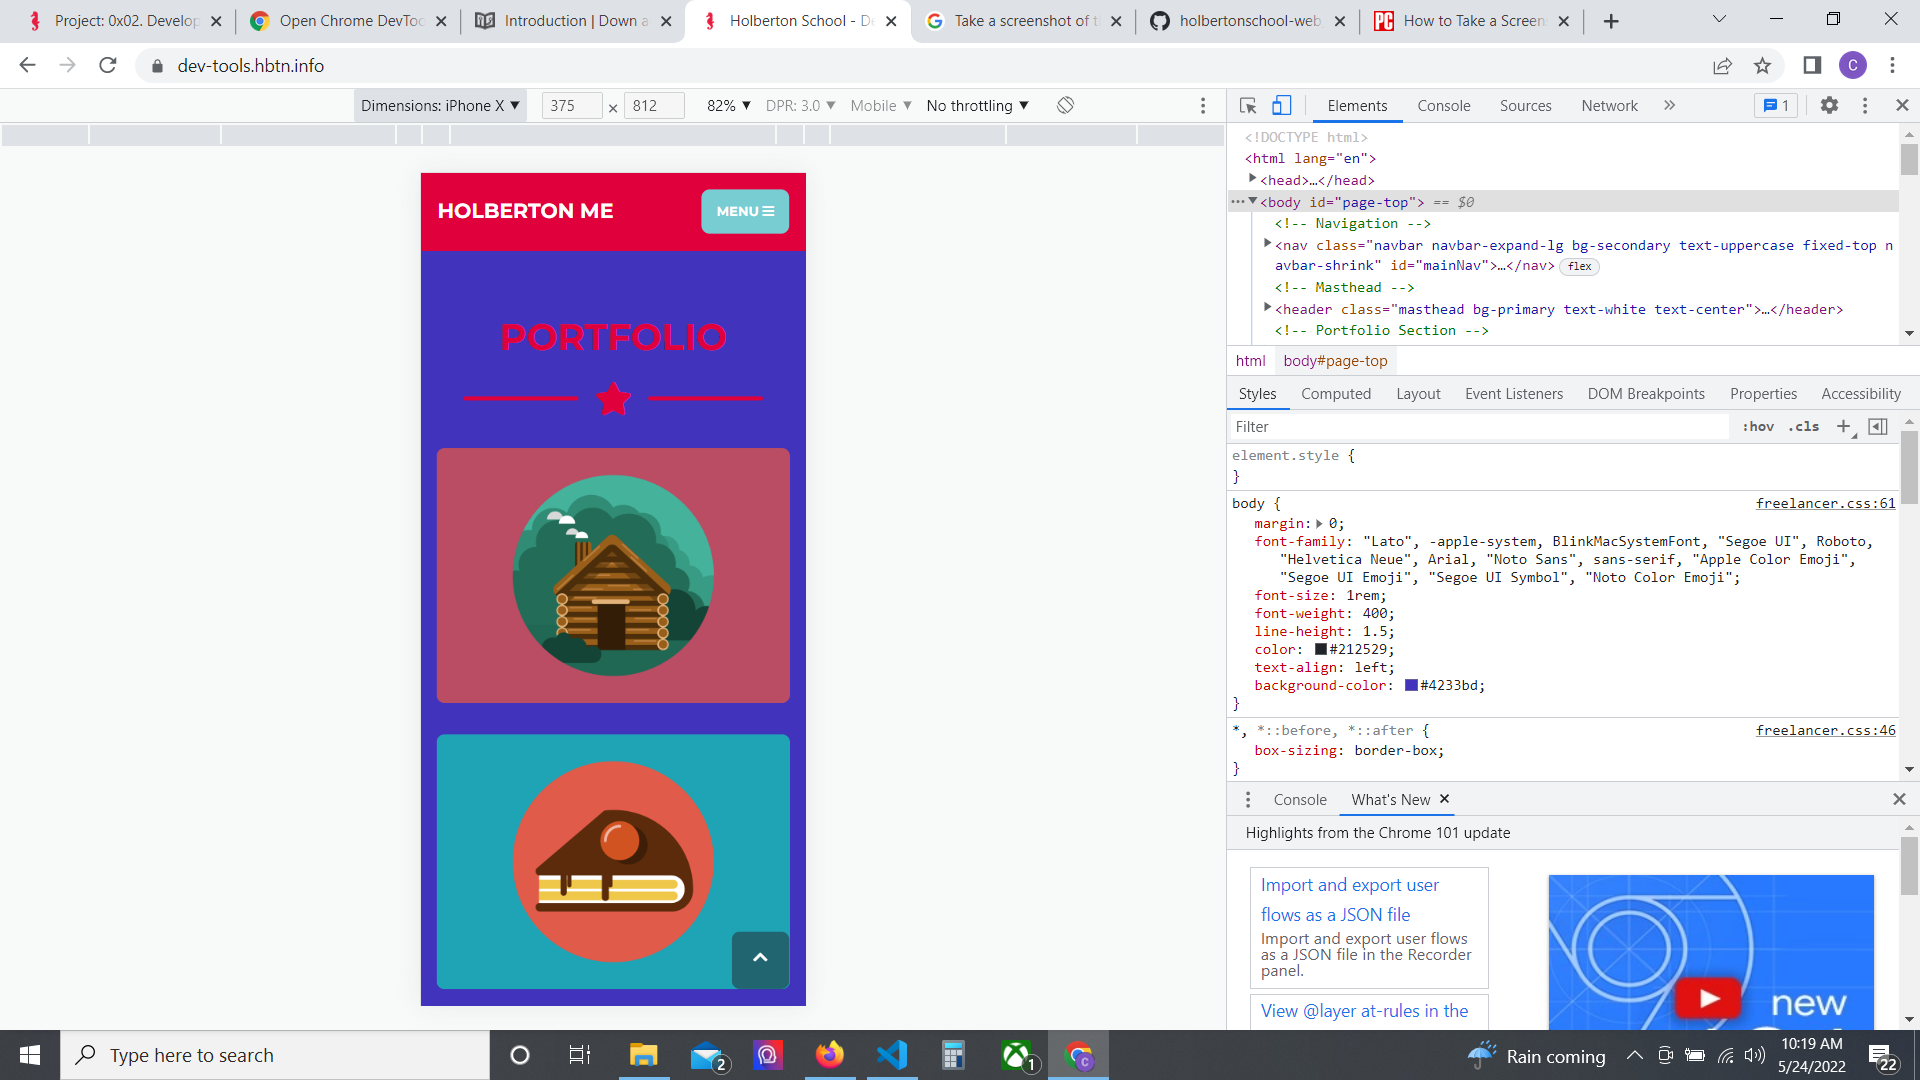 Project: 0x02. Develop
Open Chrome DevToo
Introduction | Down a
Holberton School - De
Take a screenshot of t
holbertonschool-web_
How to Take a Screen
dev-tools.hbtn.info
C
Dimensions: iPhone X ▼ 375 × 812 82% ▼ DPR: 3.0 ▼ Mobile ▼ No throttling ▼
HOLBERTON ME
MENU
PORTFOLIO
Elements Console Sources Network » 1
<!DOCTYPE html>
<html lang="en">
<head>…</head>
<body id="page-top"> == $0
<!-- Navigation -->
<nav class="navbar navbar-expand-lg bg-secondary text-uppercase fixed-top n
avbar-shrink" id="mainNav">…</nav> flex
<!-- Masthead -->
<header class="masthead bg-primary text-white text-center">…</header>
<!-- Portfolio Section -->
html body#page-top
Styles Computed Layout Event Listeners DOM Breakpoints Properties Accessibility
Filter :hov .cls +
element.style {
}
body { freelancer.css:61
margin: 0;
font-family: "Lato", -apple-system, BlinkMacSystemFont, "Segoe UI", Roboto,
"Helvetica Neue", Arial, "Noto Sans", sans-serif, "Apple Color Emoji",
"Segoe UI Emoji", "Segoe UI Symbol", "Noto Color Emoji";
font-size: 1rem;
font-weight: 400;
line-height: 1.5;
color: #212529;
text-align: left;
background-color: #4233bd;
}
*, *::before, *::after { freelancer.css:46
box-sizing: border-box;
}
Console What's New
Highlights from the Chrome 101 update
Import and export user
flows as a JSON file
Import and export user flows
as a JSON file in the Recorder
panel.
View @layer at-rules in the
new
Type here to search
2
1
C
Rain coming
10:19 AM
5/24/2022
22